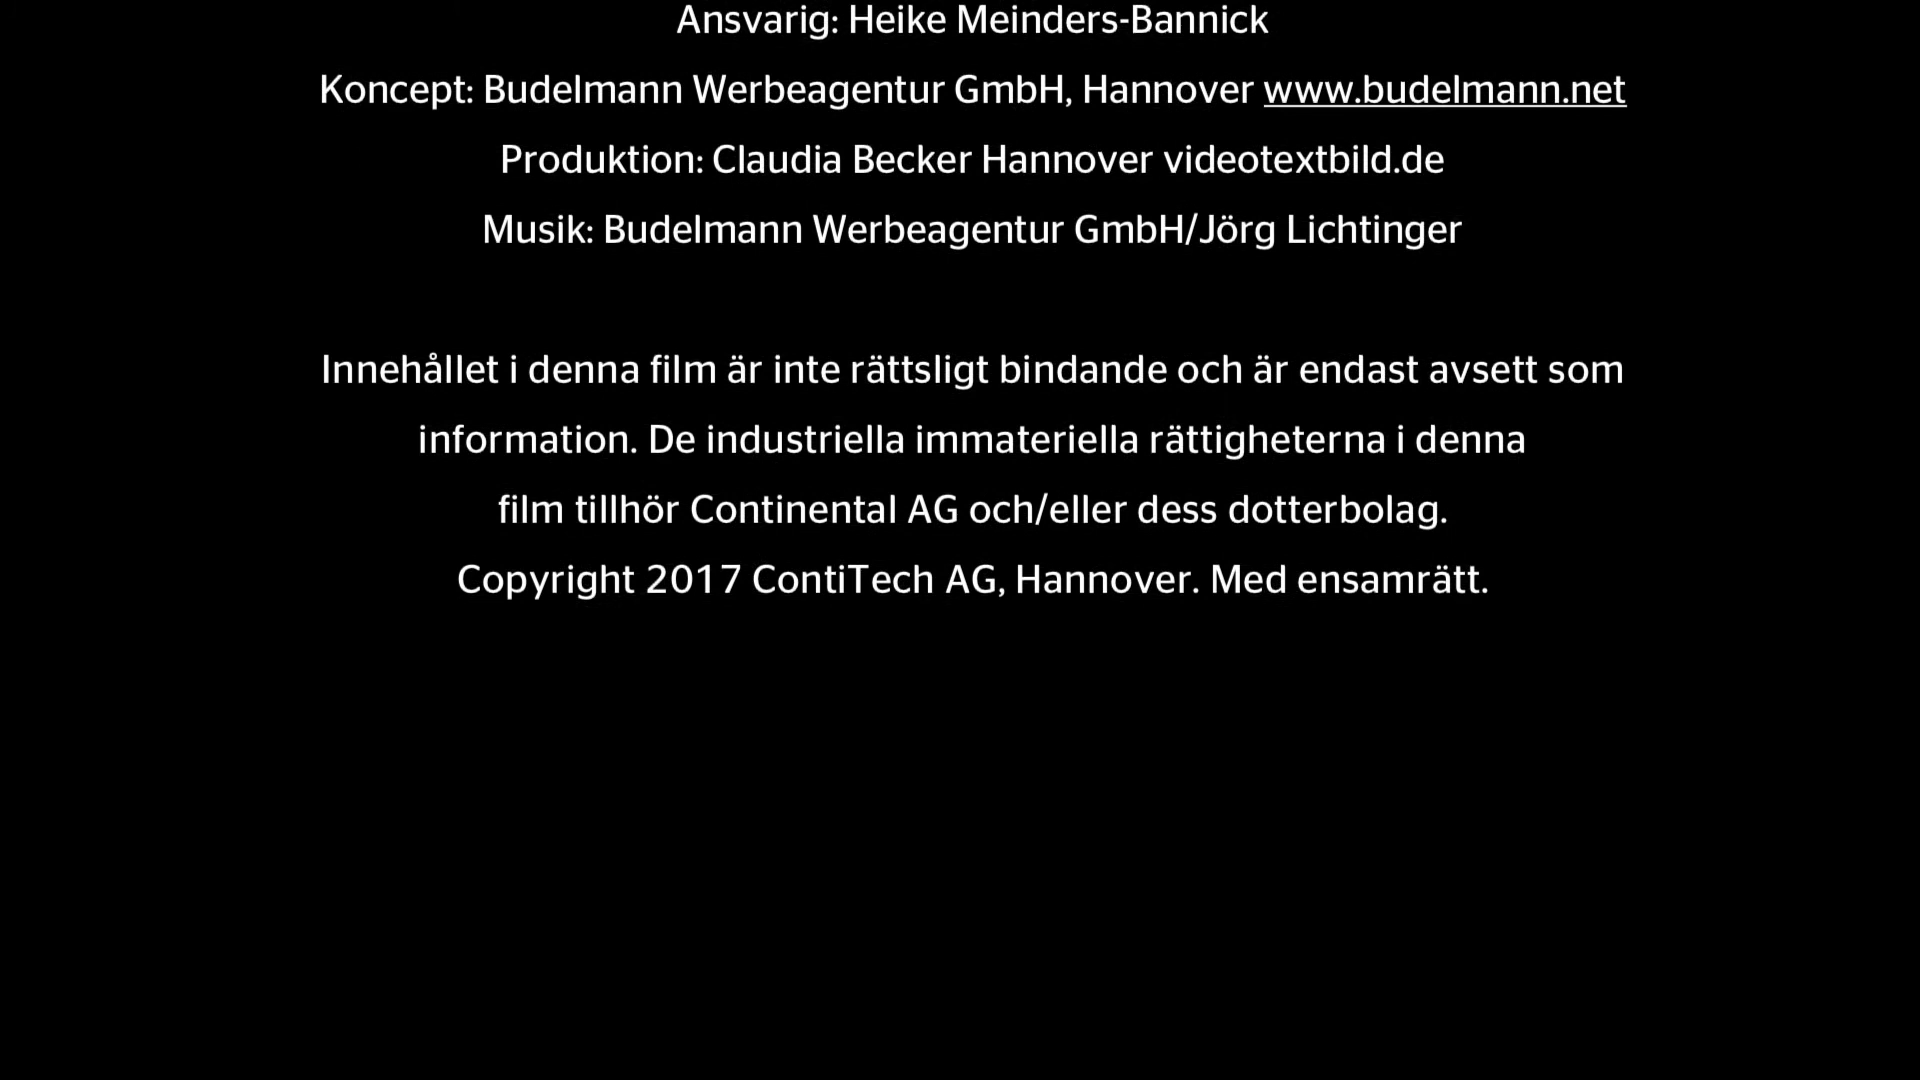 Ansvarig: Heike Meinders-Bannick
Koncept: Budelmann Werbeagentur GmbH, Hannover www.budelmann.net
Produktion: Claudia Becker Hannover videotextbild.de
Musik: Budelmann Werbeagentur GmbH/Jörg Lichtinger
Innehållet i denna film är inte rättsligt bindande och är endast avsett som
information. De industriella immateriella rättigheterna i denna
film tillhör Continental AG och/eller dess dotterbolag.
Copyright 2017 ContiTech AG, Hannover. Med ensamrätt.